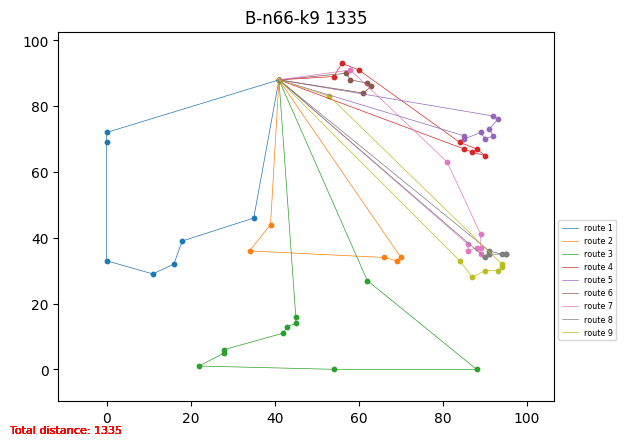 B-n66-k9 1335
100
80
60
40
20
0
0 20 40 60 80 100
route 1
route 2
route 3
route 4
route 5
route 6
route 7
route 8
route 9
Total distance: 1335